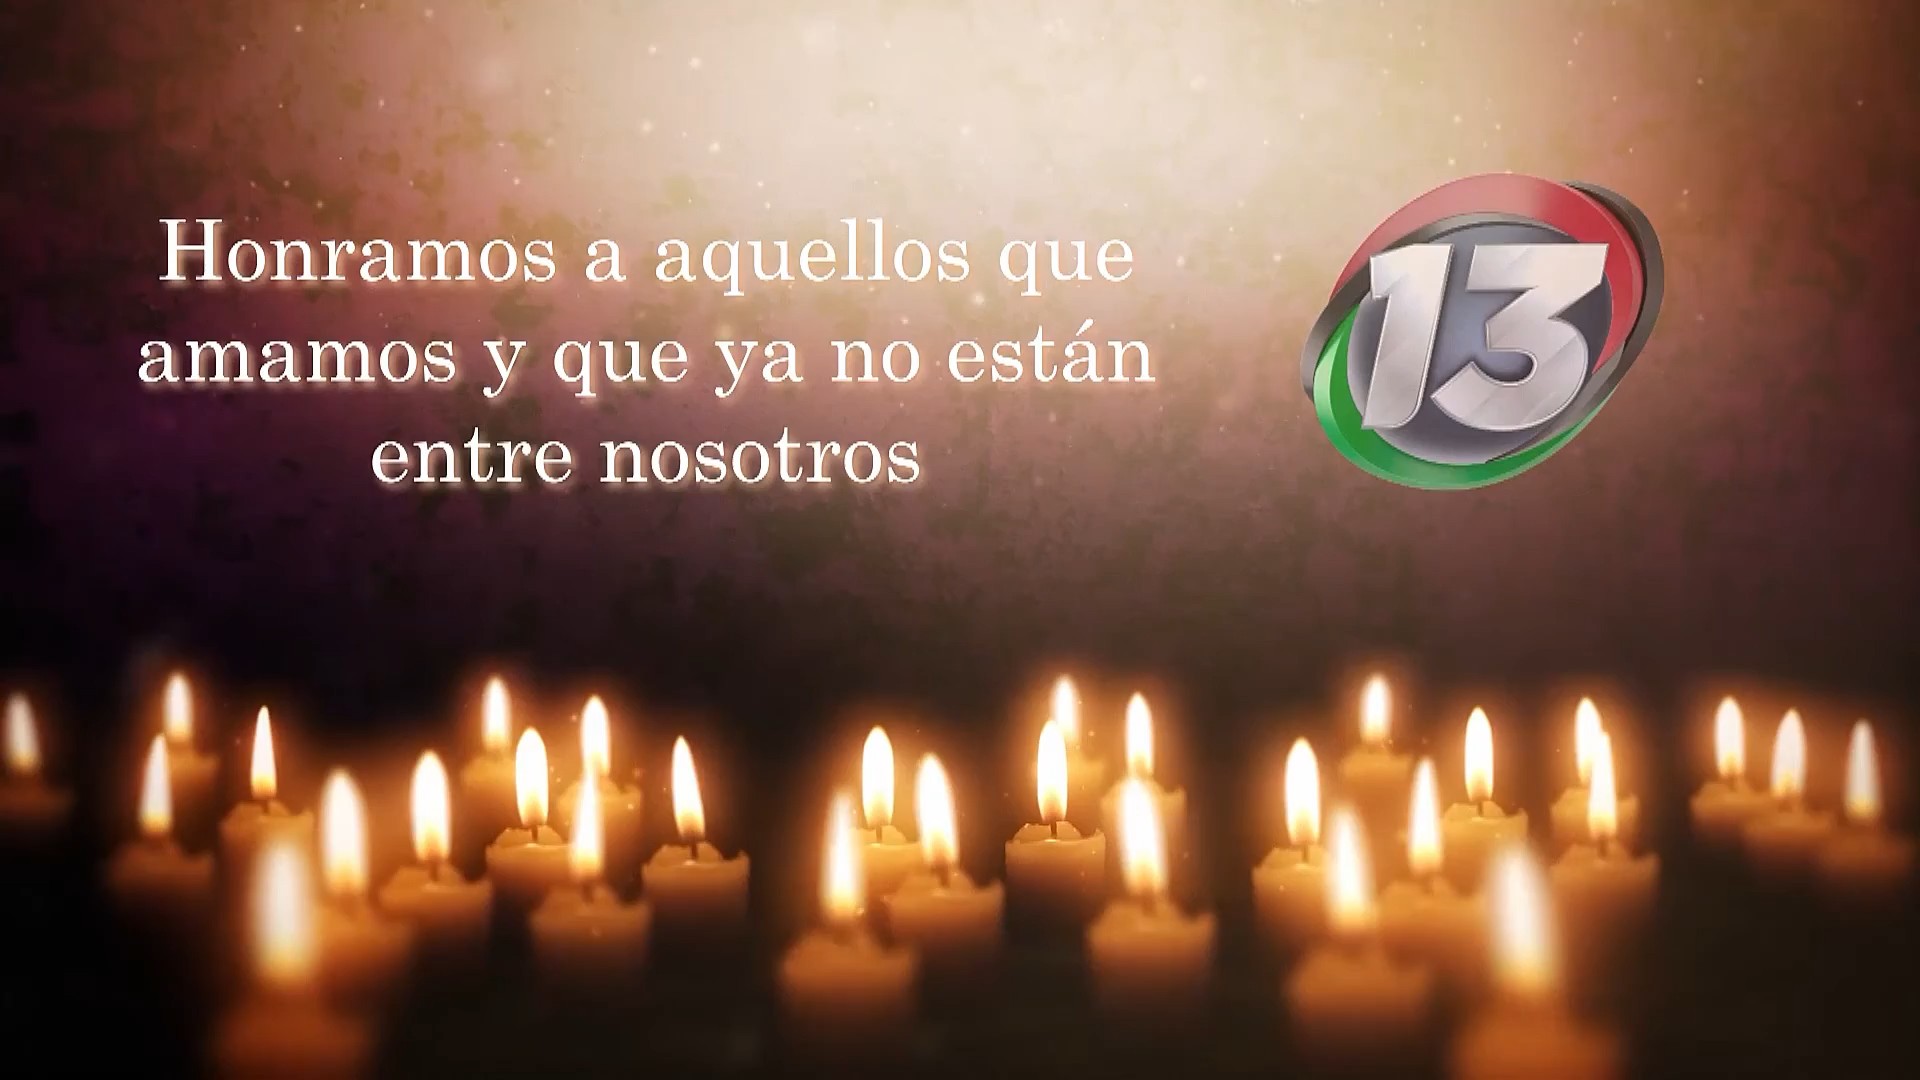 Honramos a aquellos que
amamos y que ya no están
entre nosotros
13